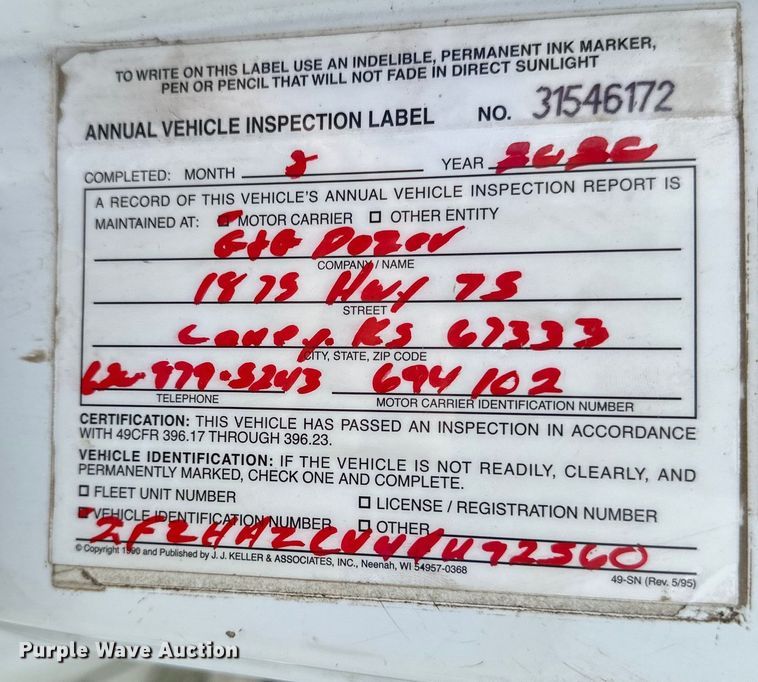 TO WRITE ON THIS LABEL USE AN INDELIBLE, PERMANENT INK MARKER,
PEN OR PENCIL THAT WILL NOT FADE IN DIRECT SUNLIGHT
ANNUAL VEHICLE INSPECTION LABEL NO. 31546172
COMPLETED: MONTH 8 YEAR
A RECORD OF THIS VEHICLE'S ANNUAL VEHICLE INSPECTION REPORT IS
MAINTAINED AT: MOTOR CARRIER OTHER ENTITY
G+G Dozer
COMPANY / NAME
1879 Hwy 75
STREET
Caney, KS 67333
CITY, STATE, ZIP CODE
694102
TELEPHONE MOTOR CARRIER IDENTIFICATION NUMBER
CERTIFICATION: THIS VEHICLE HAS PASSED AN INSPECTION IN ACCORDANCE
WITH 49CFR 396.17 THROUGH 396.23.
VEHICLE IDENTIFICATION: IF THE VEHICLE IS NOT READILY, CLEARLY, AND
PERMANENTLY MARKED, CHECK ONE AND COMPLETE.
FLEET UNIT NUMBER LICENSE / REGISTRATION NUMBER
VEHICLE IDENTIFICATION NUMBER OTHER
© Copyright 1990 and Published by J. J. KELLER & ASSOCIATES, INC., Neenah, WI 54957-0368
49-SN (Rev. 5/95)
Purple Wave Auction